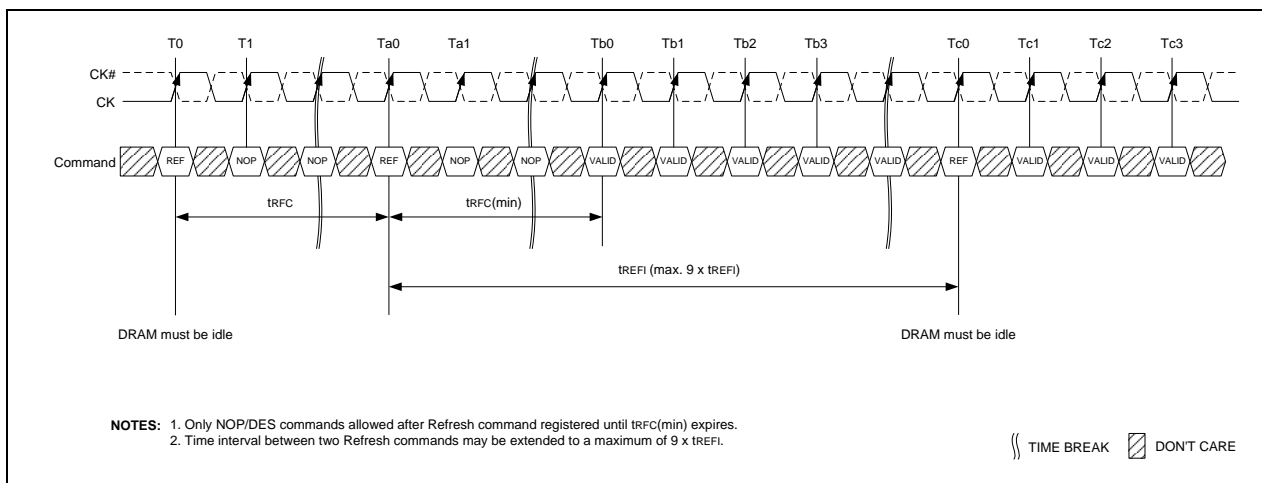 T0 T1 Ta0 Ta1 Tb0 Tb1 Tb2 Tb3 Tc0 Tc1 Tc2 Tc3
CK#
CK
Command REF NOP NOP REF NOP NOP VALID VALID VALID VALID VALID REF VALID VALID VALID
tRFC tRFC(min)
tREFI (max. 9 x tREFI)
DRAM must be idle DRAM must be idle
NOTES: 1. Only NOP/DES commands allowed after Refresh command registered until tRFC(min) expires.
2. Time interval between two Refresh commands may be extended to a maximum of 9 x tREFI.
TIME BREAK DON'T CARE